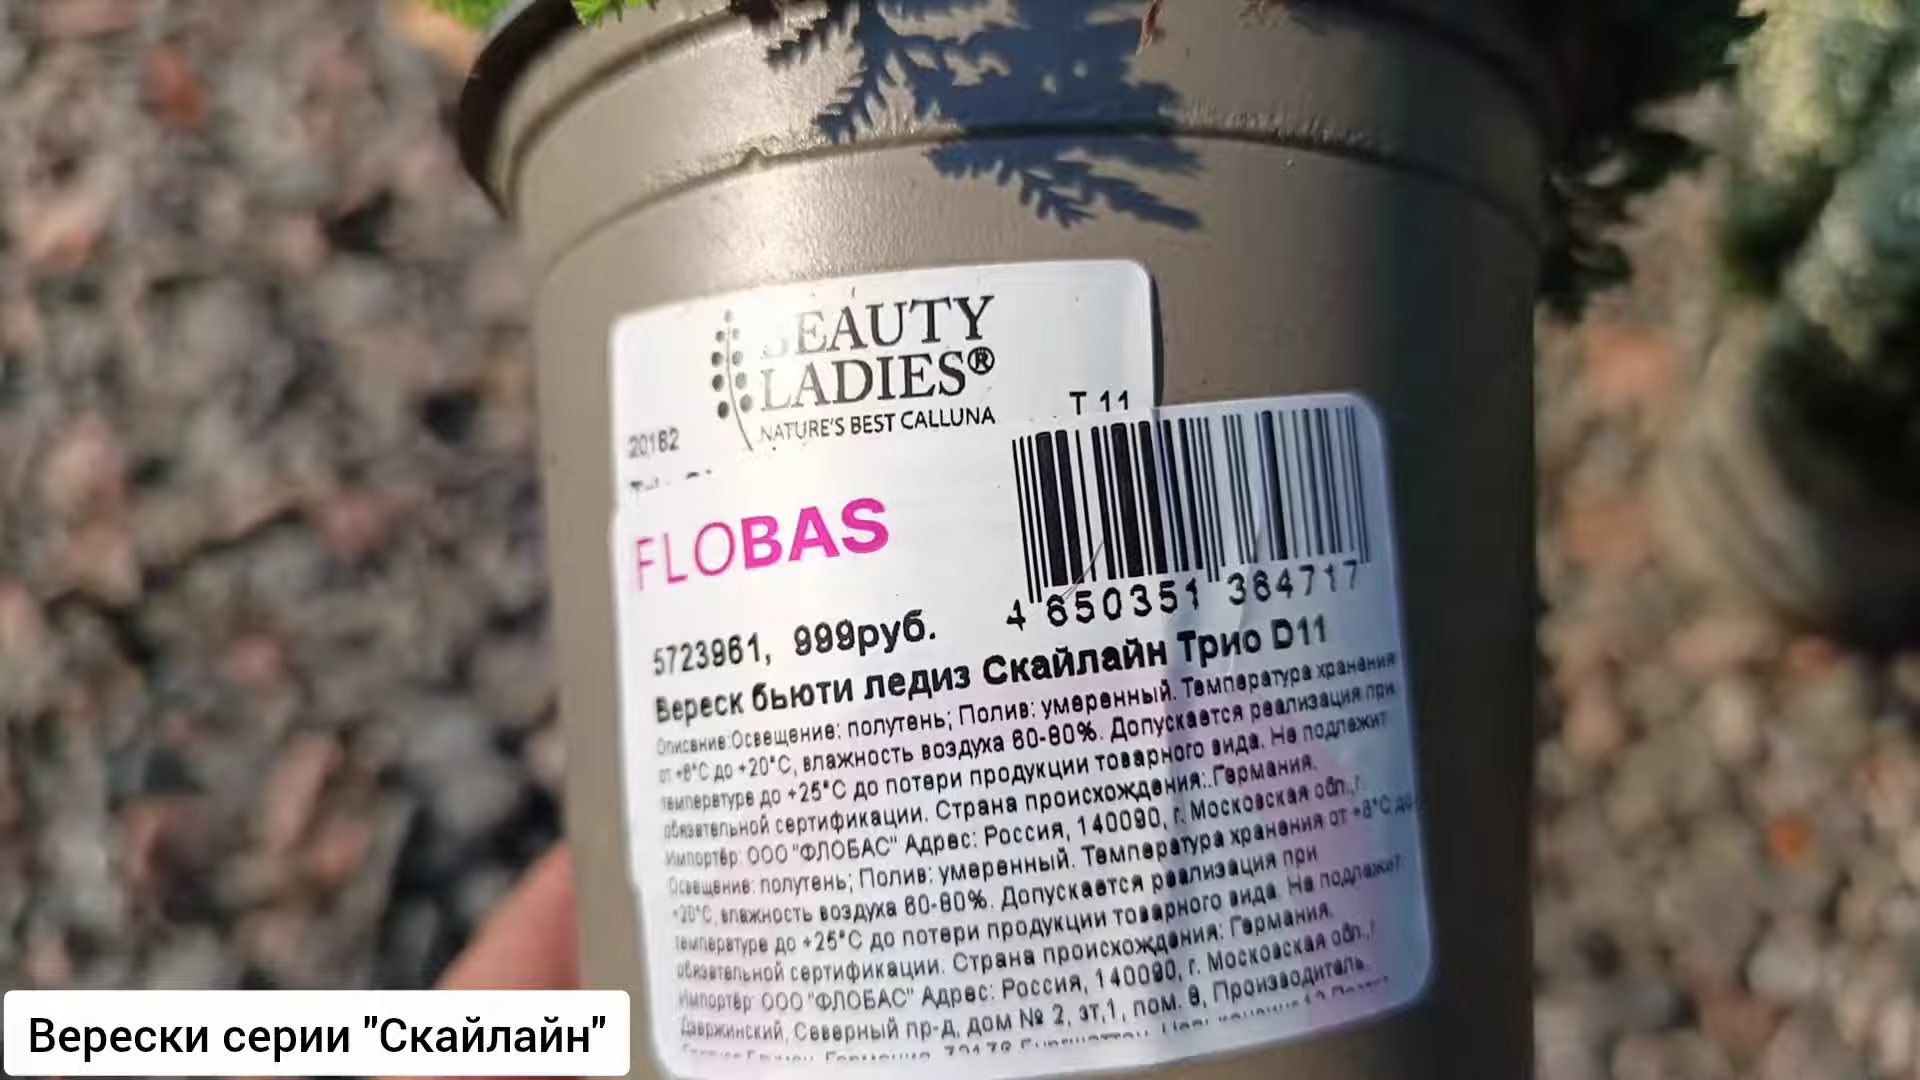 BEAUTY
LADIES®
NATURE'S BEST CALLUNA
T 11
20182
FLOBAS
4 650351 364717
5723961, 999руб.
Вереск бьюти ледиз Скайлайн Трио D11
Описание:Освещение: полутень; Полив: умеренный. Температура хранения
от +8°C до +20°C, влажность воздуха 60-80%. Допускается реализация при
температуре до +25°C до потери продукции товарного вида. Не подлежит
обязательной сертификации. Страна происхождения: Германия.
Импортёр: ООО "ФЛОБАС" Адрес: Россия, 140090, г. Московская обл., г.
Освещение: полутень; Полив: умеренный. Температура хранения от +8°C до
+20°C, влажность воздуха 60-80%. Допускается реализация при
температуре до +25°C до потери продукции товарного вида. Не подлежит
обязательной сертификации. Страна происхождения: Германия.
Импортёр: ООО "ФЛОБАС" Адрес: Россия, 140090, г. Московская обл., г
Дзержинский, Северный пр-д, дом № 2, эт,1, пом. 8, Производитель
Верески серии "Скайлайн"